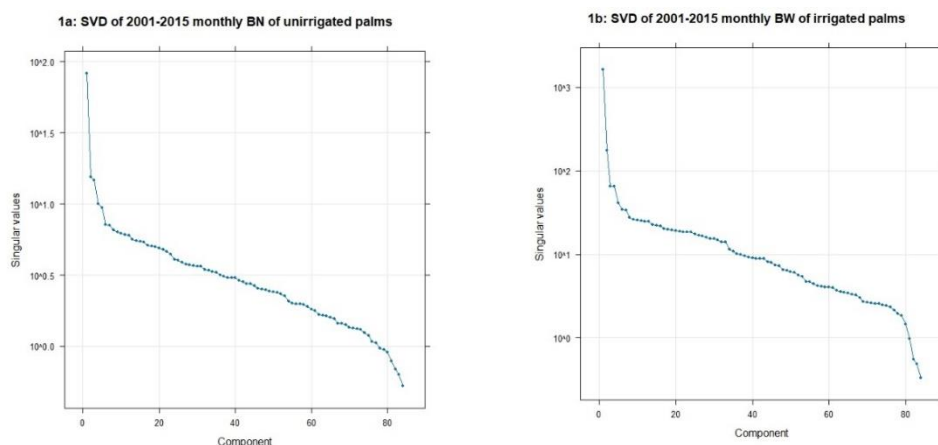 1a: SVD of 2001-2015 monthly BN of unirrigated palms
10^2.0
10^1.5
10^1.0
10^0.5
10^0.0
Singular values
0 20 40 60 80
Component
1b: SVD of 2001-2015 monthly BW of irrigated palms
10^3
10^2
10^1
10^0
Singular values
0 20 40 60 80
Component